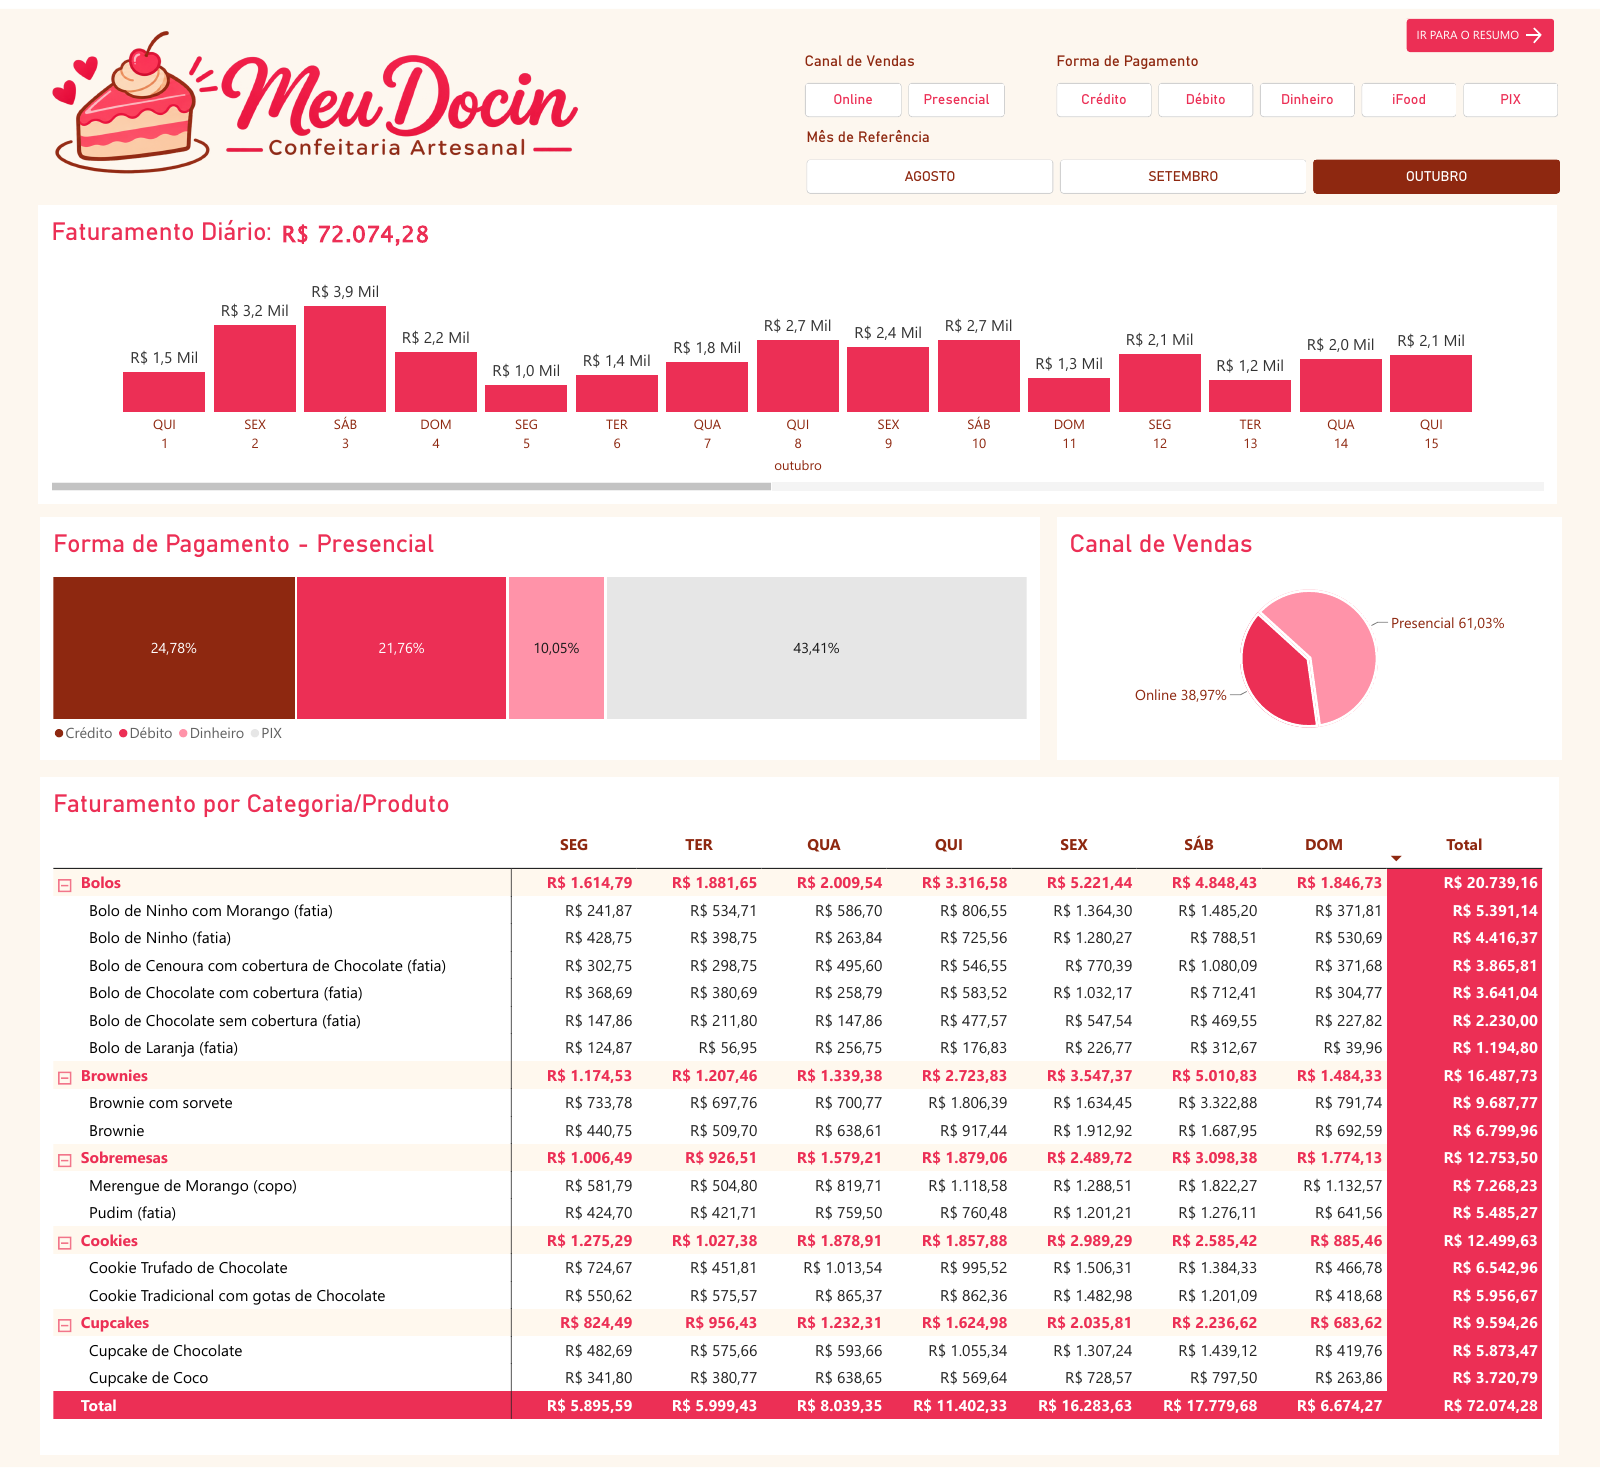 IR PARA O RESUMO
Meu Docin
Confeitaria Artesanal
Canal de Vendas
Online Presencial
Forma de Pagamento
Crédito Débito Dinheiro iFood PIX
Mês de Referência
AGOSTO SETEMBRO OUTUBRO
Faturamento Diário: R$ 72.074,28
R$ 1,5 Mil R$ 3,2 Mil R$ 3,9 Mil R$ 2,2 Mil R$ 1,0 Mil R$ 1,4 Mil R$ 1,8 Mil R$ 2,7 Mil R$ 2,4 Mil R$ 2,7 Mil R$ 1,3 Mil R$ 2,1 Mil R$ 1,2 Mil R$ 2,0 Mil R$ 2,1 Mil
QUI SEX SÁB DOM SEG TER QUA QUI SEX SÁB DOM SEG TER QUA QUI
1 2 3 4 5 6 7 8 9 10 11 12 13 14 15
outubro
Forma de Pagamento - Presencial
24,78% 21,76% 10,05% 43,41%
Crédito Débito Dinheiro PIX
Canal de Vendas
Presencial 61,03%
Online 38,97%
Faturamento por Categoria/Produto
SEG TER QUA QUI SEX SÁB DOM Total
Bolos R$ 1.614,79 R$ 1.881,65 R$ 2.009,54 R$ 3.316,58 R$ 5.221,44 R$ 4.848,43 R$ 1.846,73 R$ 20.739,16
Bolo de Ninho com Morango (fatia) R$ 241,87 R$ 534,71 R$ 586,70 R$ 806,55 R$ 1.364,30 R$ 1.485,20 R$ 371,81 R$ 5.391,14
Bolo de Ninho (fatia) R$ 428,75 R$ 398,75 R$ 263,84 R$ 725,56 R$ 1.280,27 R$ 788,51 R$ 530,69 R$ 4.416,37
Bolo de Cenoura com cobertura de Chocolate (fatia) R$ 302,75 R$ 298,75 R$ 495,60 R$ 546,55 R$ 770,39 R$ 1.080,09 R$ 371,68 R$ 3.865,81
Bolo de Chocolate com cobertura (fatia) R$ 368,69 R$ 380,69 R$ 258,79 R$ 583,52 R$ 1.032,17 R$ 712,41 R$ 304,77 R$ 3.641,04
Bolo de Chocolate sem cobertura (fatia) R$ 147,86 R$ 211,80 R$ 147,86 R$ 477,57 R$ 547,54 R$ 469,55 R$ 227,82 R$ 2.230,00
Bolo de Laranja (fatia) R$ 124,87 R$ 56,95 R$ 256,75 R$ 176,83 R$ 226,77 R$ 312,67 R$ 39,96 R$ 1.194,80
Brownies R$ 1.174,53 R$ 1.207,46 R$ 1.339,38 R$ 2.723,83 R$ 3.547,37 R$ 5.010,83 R$ 1.484,33 R$ 16.487,73
Brownie com sorvete R$ 733,78 R$ 697,76 R$ 700,77 R$ 1.806,39 R$ 1.634,45 R$ 3.322,88 R$ 791,74 R$ 9.687,77
Brownie R$ 440,75 R$ 509,70 R$ 638,61 R$ 917,44 R$ 1.912,92 R$ 1.687,95 R$ 692,59 R$ 6.799,96
Sobremesas R$ 1.006,49 R$ 926,51 R$ 1.579,21 R$ 1.879,06 R$ 2.489,72 R$ 3.098,38 R$ 1.774,13 R$ 12.753,50
Merengue de Morango (copo) R$ 581,79 R$ 504,80 R$ 819,71 R$ 1.118,58 R$ 1.288,51 R$ 1.822,27 R$ 1.132,57 R$ 7.268,23
Pudim (fatia) R$ 424,70 R$ 421,71 R$ 759,50 R$ 760,48 R$ 1.201,21 R$ 1.276,11 R$ 641,56 R$ 5.485,27
Cookies R$ 1.275,29 R$ 1.027,38 R$ 1.878,91 R$ 1.857,88 R$ 2.989,29 R$ 2.585,42 R$ 885,46 R$ 12.499,63
Cookie Trufado de Chocolate R$ 724,67 R$ 451,81 R$ 1.013,54 R$ 995,52 R$ 1.506,31 R$ 1.384,33 R$ 466,78 R$ 6.542,96
Cookie Tradicional com gotas de Chocolate R$ 550,62 R$ 575,57 R$ 865,37 R$ 862,36 R$ 1.482,98 R$ 1.201,09 R$ 418,68 R$ 5.956,67
Cupcakes R$ 824,49 R$ 956,43 R$ 1.232,31 R$ 1.624,98 R$ 2.035,81 R$ 2.236,62 R$ 683,62 R$ 9.594,26
Cupcake de Chocolate R$ 482,69 R$ 575,66 R$ 593,66 R$ 1.055,34 R$ 1.307,24 R$ 1.439,12 R$ 419,76 R$ 5.873,47
Cupcake de Coco R$ 341,80 R$ 380,77 R$ 638,65 R$ 569,64 R$ 728,57 R$ 797,50 R$ 263,86 R$ 3.720,79
Total R$ 5.895,59 R$ 5.999,43 R$ 8.039,35 R$ 11.402,33 R$ 16.283,63 R$ 17.779,68 R$ 6.674,27 R$ 72.074,28